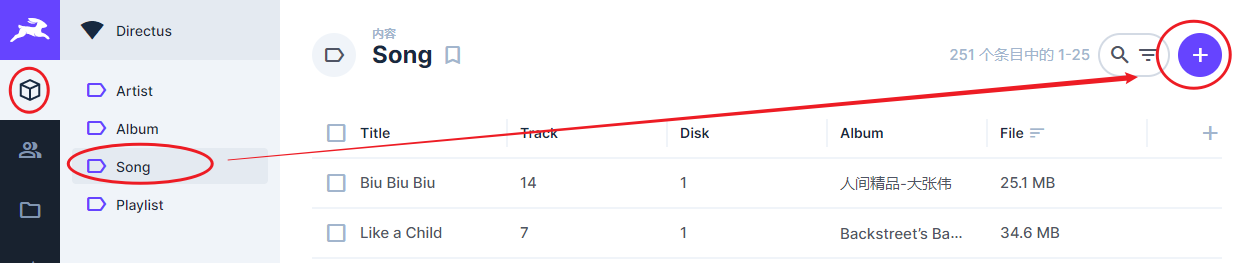 Directus
Artist
Album
Song
Playlist
内容
Song
251 个条目中的 1-25
Title Track Disk Album File
Biu Biu Biu 14 1 人间精品-大张伟 25.1 MB
Like a Child 7 1 Backstreet’s Ba... 34.6 MB